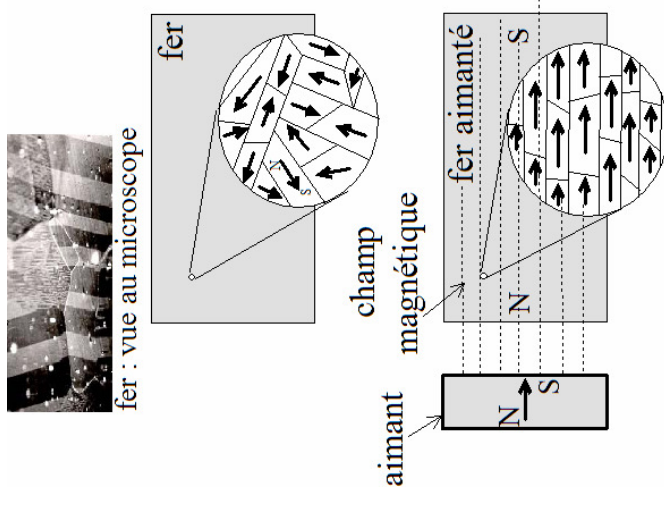 fer : vue au microscope
fer
N
S
champ
magnétique
fer aimanté
N
S
aimant
N
S